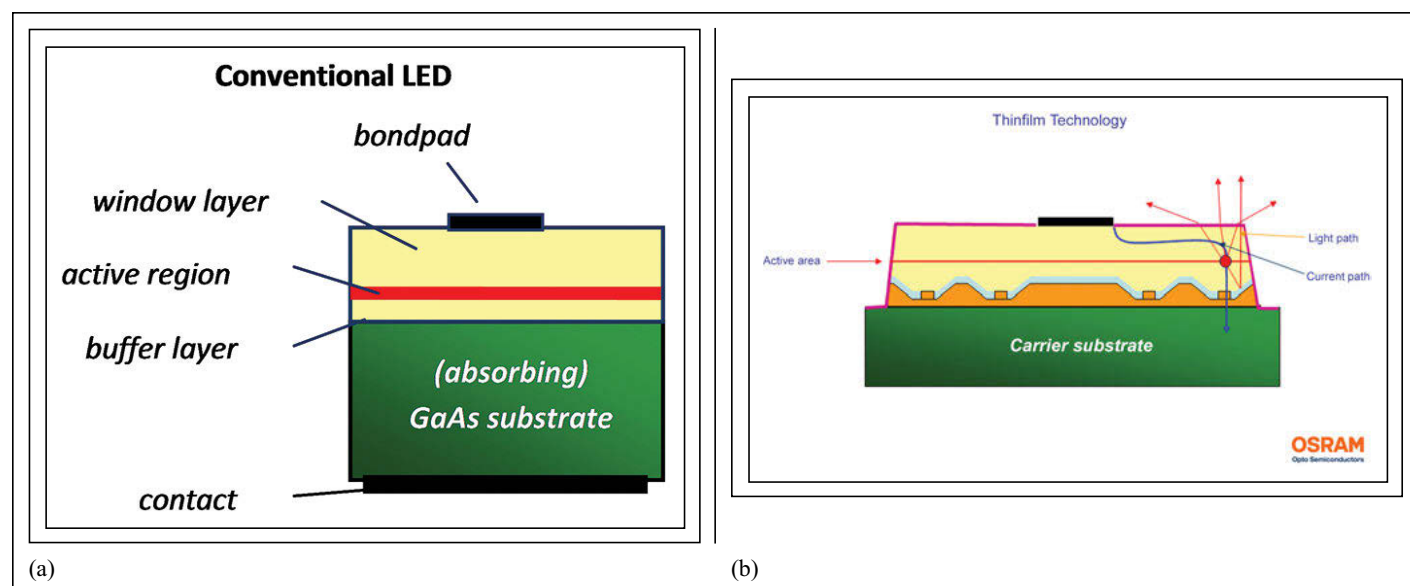 Conventional LED
bondpad
window layer
active region
buffer layer
(absorbing)
GaAs substrate
contact
(a)
Thinfilm Technology
Light path
Active area
Current path
Carrier substrate
OSRAM
Opto Semiconductors
(b)